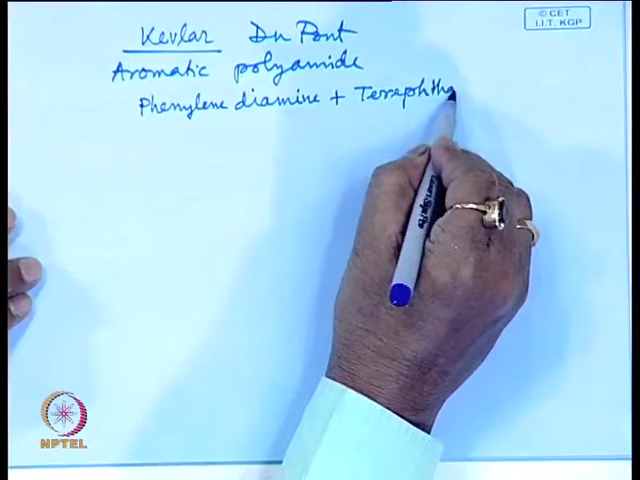 © CET
I.I.T. KGP
Kevlar Du Pont
Aromatic polyamide
Phenylene diamine + Terephtha
NPTEL